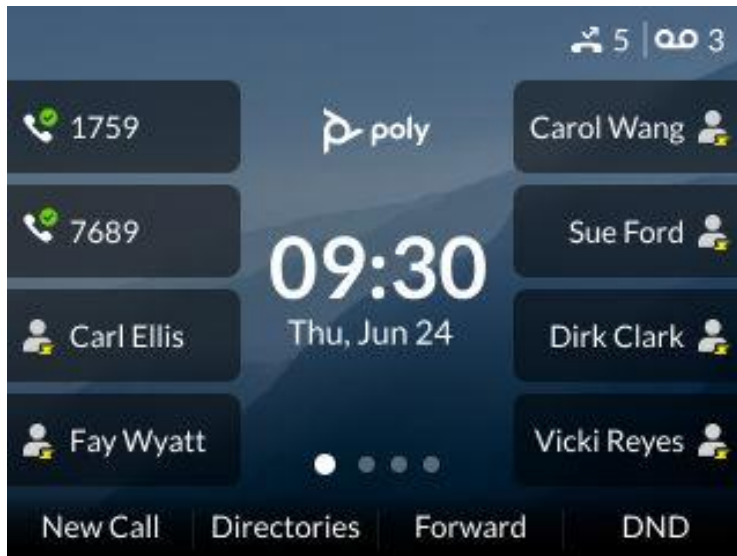 5 3
1759
poly
Carol Wang
7689
Sue Ford
09:30
Thu, Jun 24
Carl Ellis
Dirk Clark
Fay Wyatt
Vicki Reyes
New Call Directories Forward DND